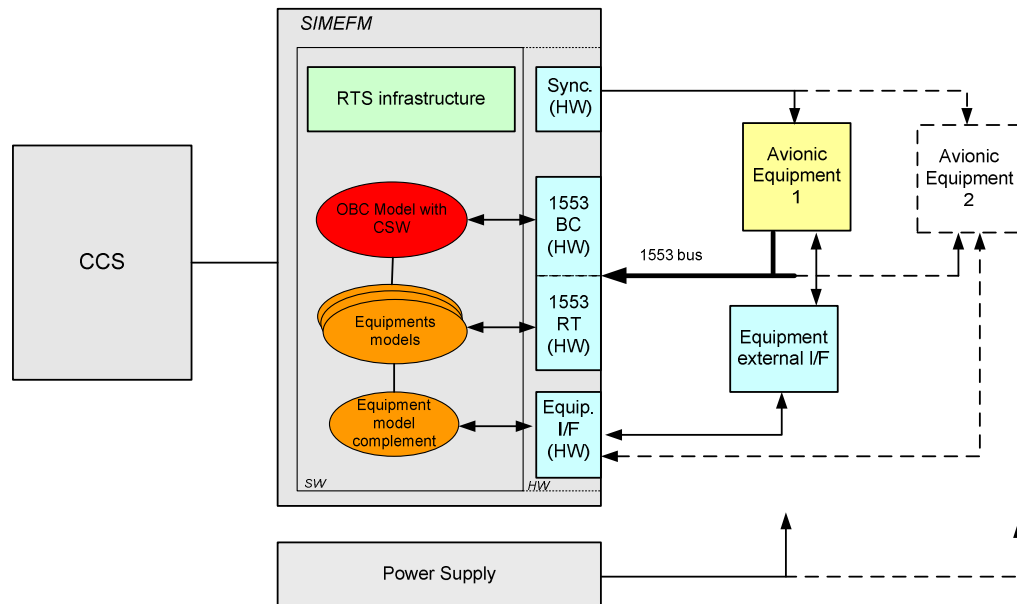 SIMEFM
RTS infrastructure
Sync.
(HW)
Avionic
Equipment
1
Avionic
Equipment
2
OBC Model with
CSW
1553
BC
(HW)
CCS
1553 bus
Equipments
models
1553
RT
(HW)
Equipment
external I/F
Equipment
model
complement
Equip.
I/F
(HW)
SW
HW
Power Supply